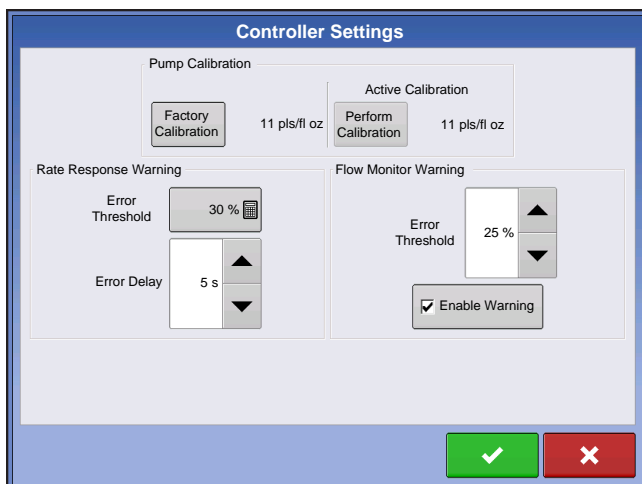 Controller Settings
Pump Calibration
Active Calibration
Factory
Calibration
11 pls/fl oz
Perform
Calibration
11 pls/fl oz
Rate Response Warning
Error
Threshold
30 %
Error Delay
5 s
Flow Monitor Warning
Error
Threshold
25 %
Enable Warning